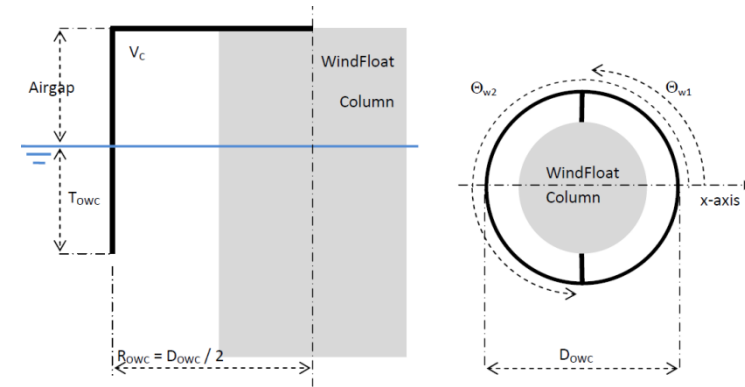 V_C
WindFloat
Column
Airgap
T_OWC
R_OWC = D_OWC / 2
Θ_w2
Θ_w1
WindFloat
Column
x-axis
D_OWC